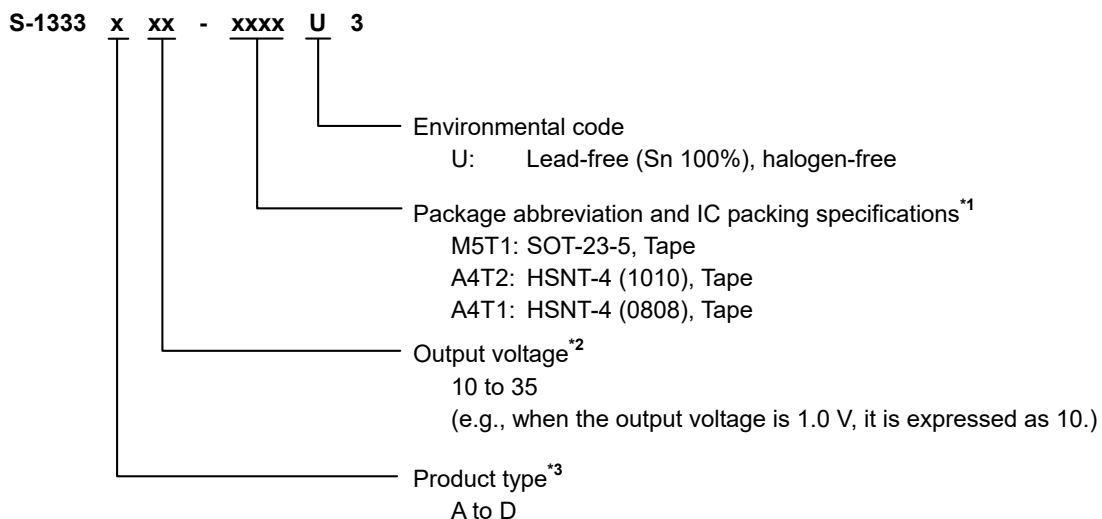 S-1333 x xx - xxxx U 3
Environmental code
U: Lead-free (Sn 100%), halogen-free
Package abbreviation and IC packing specifications*1
M5T1: SOT-23-5, Tape
A4T2: HSNT-4 (1010), Tape
A4T1: HSNT-4 (0808), Tape
Output voltage*2
10 to 35
(e.g., when the output voltage is 1.0 V, it is expressed as 10.)
Product type*3
A to D